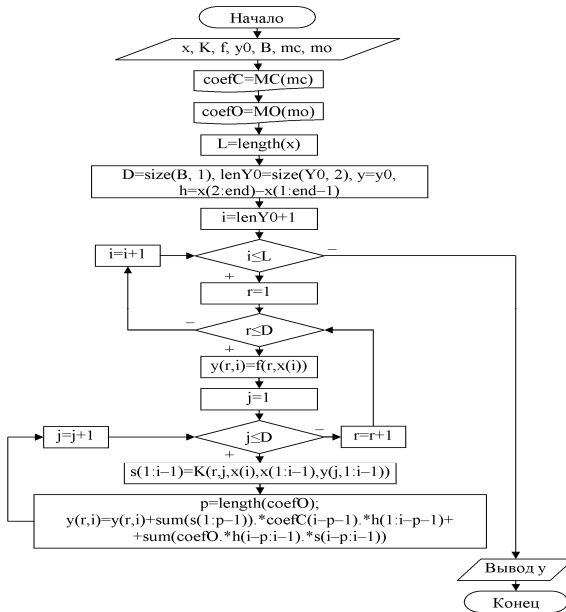 Начало
x, K, f, y0, B, mc, mo
coefC=MC(mc)
coefO=MO(mo)
L=length(x)
D=size(B, 1), lenY0=size(Y0, 2), y=y0,
h=x(2:end)–x(1:end–1)
i=lenY0+1
i=i+1
i≤L
–
+
r=1
–
r≤D
+
y(r,i)=f(r,x(i))
j=1
j=j+1
j≤D
–
r=r+1
+
s(1:i–1)=K(r,j,x(i),x(1:i–1),y(j,1:i–1))
p=length(coefO);
y(r,i)=y(r,i)+sum(s(1:p–1)).*coefC(i–p–1).*h(1:i–p–1)+
+sum(coefO.*h(i–p:i–1).*s(i–p:i–1))
Вывод y
Конец